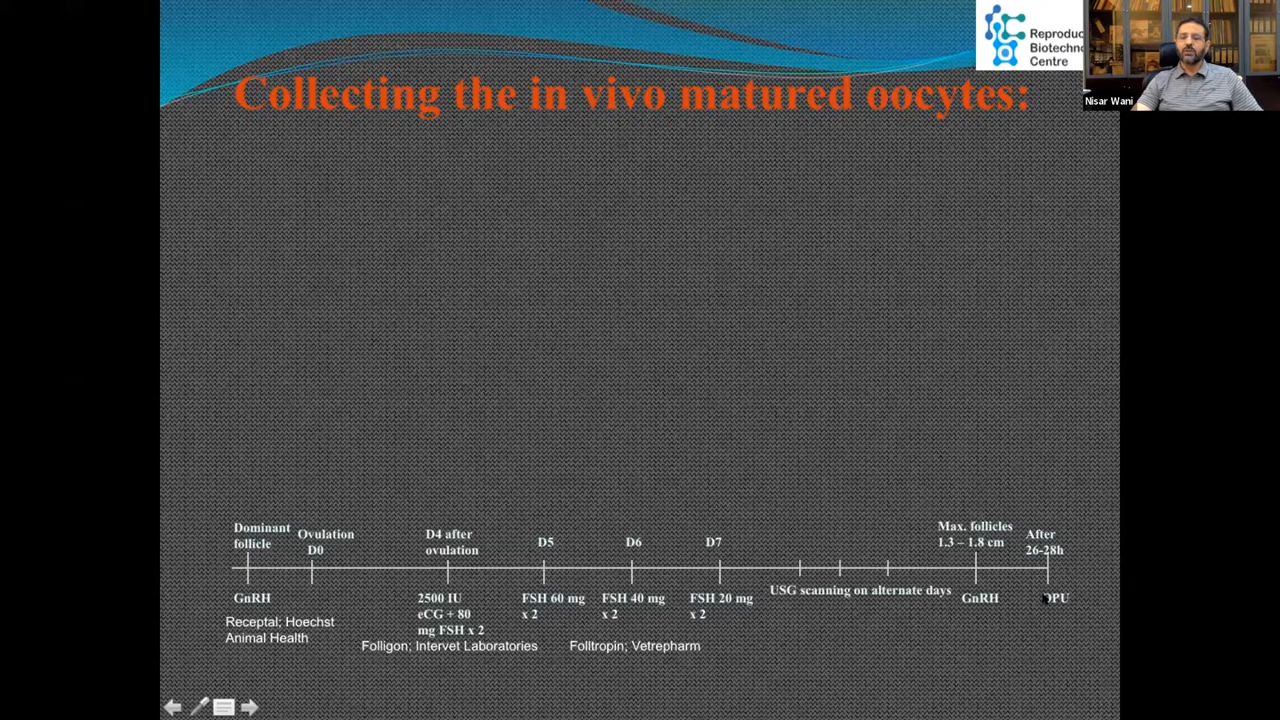 Reproduc
Biotechno
Centre
Nisar Wani
Collecting the in vivo matured oocytes:
Dominant
follicle
Ovulation
D0
D4 after
ovulation
D5
D6
D7
Max. follicles
1.3 – 1.8 cm
After
26-28h
GnRH
2500 IU
eCG + 80
mg FSH x 2
FSH 60 mg
x 2
FSH 40 mg
x 2
FSH 20 mg
x 2
USG scanning on alternate days
GnRH
OPU
Receptal; Hoechst
Animal Health
Folligon; Intervet Laboratories
Folltropin; Vetrepharm